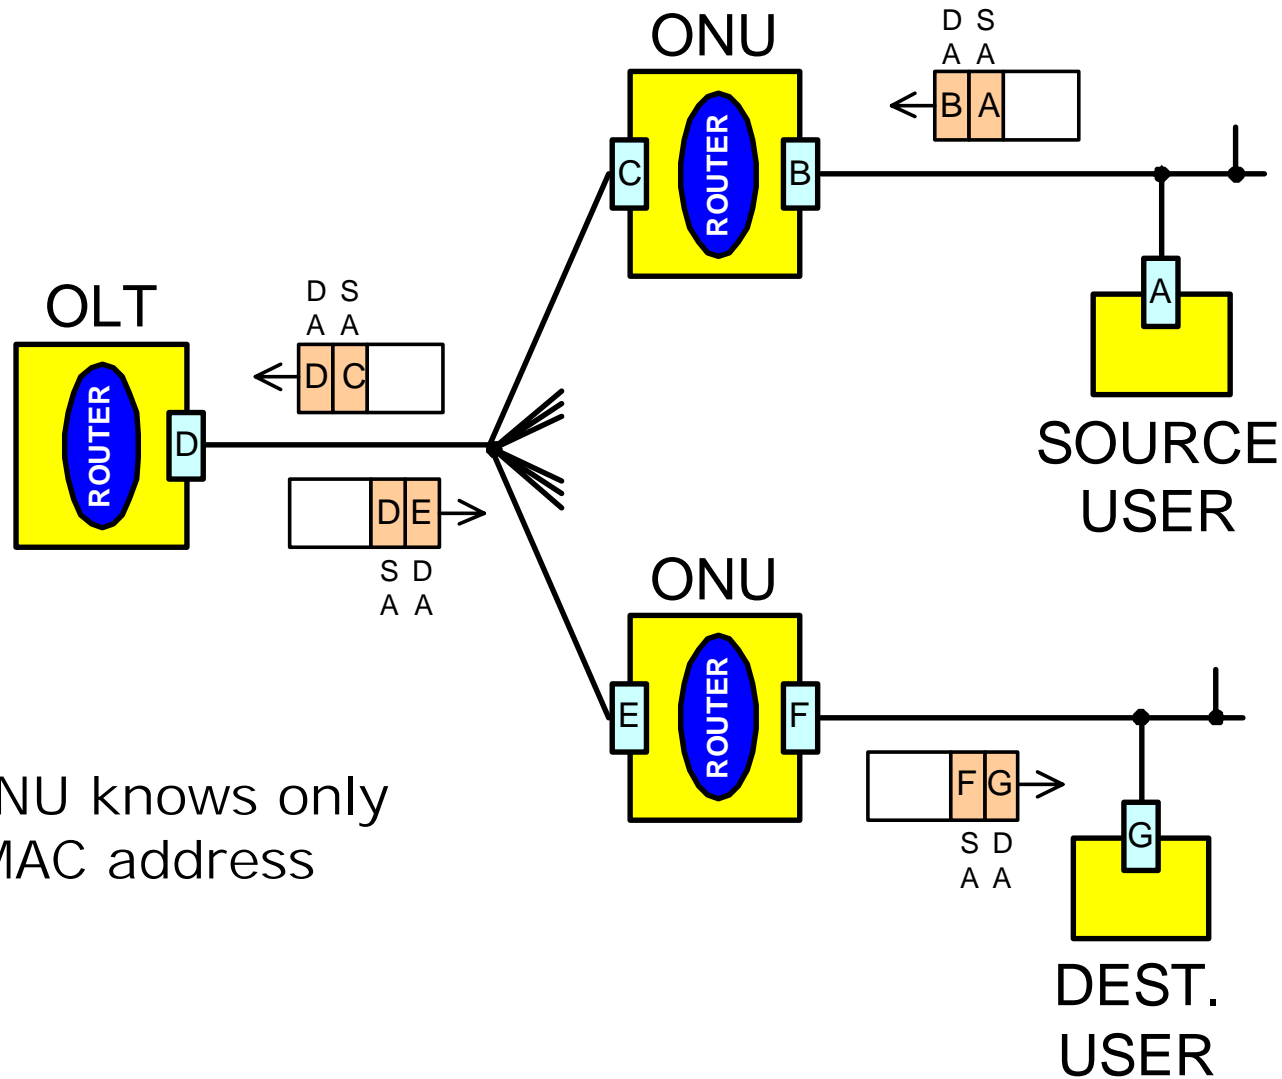 ONU
D S
A A
B A
ROUTER
C
B
A
OLT
D S
A A
D C
ROUTER
D
SOURCE
USER
D E
S D
A A
ONU
ROUTER
E
F
F G
S D
A A
G
NU knows only
MAC address
DEST.
USER